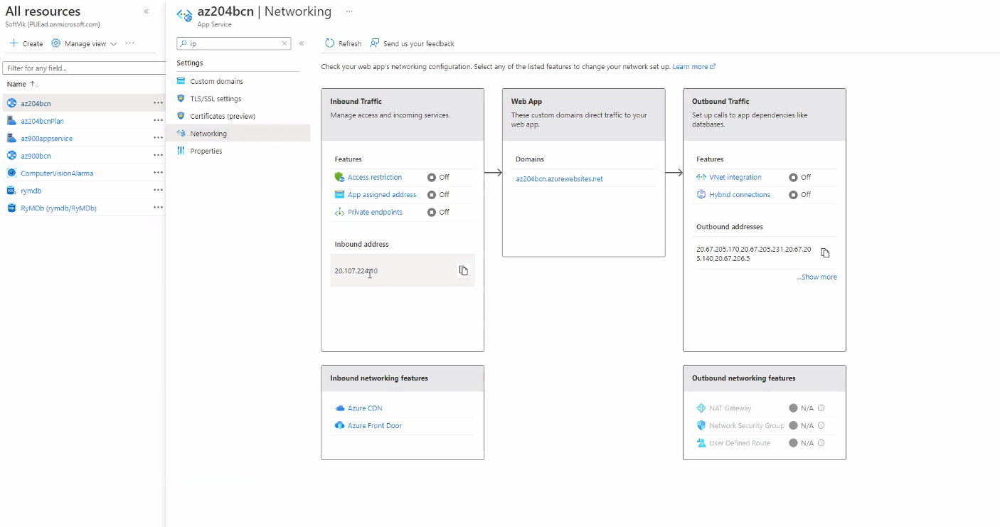 All resources
«
SoftVik (PUEad.onmicrosoft.com)
+ Create Manage view ···
Filter for any field...
Name ↑↓
az204bcn ···
az204bcnPlan ···
az900appservice ···
az900bcn ···
ComputerVisionAlarma ···
rymdb ···
RyMDb (rymdb/RyMDb) ···
az204bcn | Networking ···
App Service
ip
«
Settings
Custom domains
TLS/SSL settings
Certificates (preview)
Networking
Properties
Refresh Send us your feedback
Check your web app's networking configuration. Select any of the listed features to change your network set up. Learn more
Inbound Traffic
Manage access and incoming services.
Features
Access restriction Off
App assigned address Off
Private endpoints Off
Inbound address
20.107.224.10
Web App
These custom domains direct traffic to your
web app.
Domains
az204bcn.azurewebsites.net
Outbound Traffic
Set up calls to app dependencies like
databases.
Features
VNet integration Off
Hybrid connections Off
Outbound addresses
20.67.205.170,20.67.205.231,20.67.20
5.140,20.67.206.5
...Show more
Inbound networking features
Azure CDN
Azure Front Door
Outbound networking features
NAT Gateway N/A
Network Security Group N/A
User Defined Route N/A